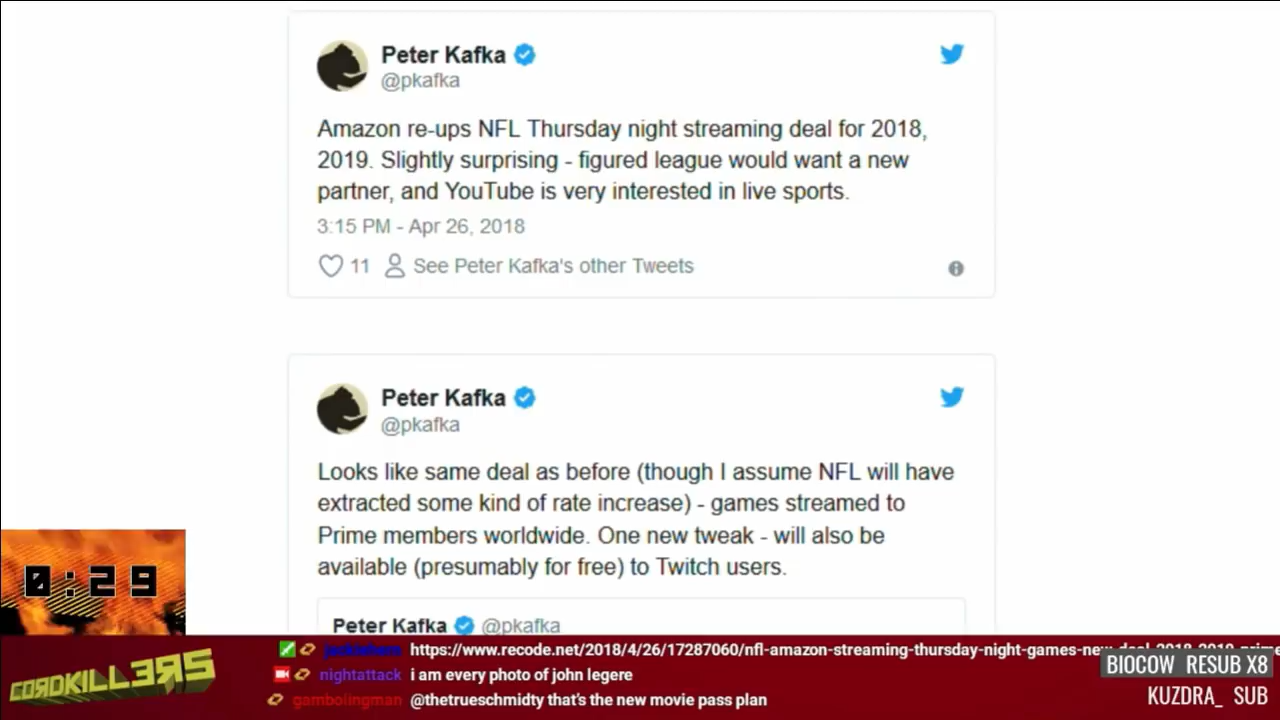 Peter Kafka
@pkafka
Amazon re-ups NFL Thursday night streaming deal for 2018,
2019. Slightly surprising - figured league would want a new
partner, and YouTube is very interested in live sports.
3:15 PM - Apr 26, 2018
11 See Peter Kafka's other Tweets
Peter Kafka
@pkafka
Looks like same deal as before (though I assume NFL will have
extracted some kind of rate increase) - games streamed to
Prime members worldwide. One new tweak - will also be
available (presumably for free) to Twitch users.
Peter Kafka @pkafka
0:29
CORDKILL3RS
https://www.recode.net/2018/4/26/17287060/nfl-amazon-streaming-thursday-night-games-new-deal-2018-2019-prime
nightattack i am every photo of john legere
gambolingman @thetrueschmidty that's the new movie pass plan
BIOCOW RESUB X8
KUZDRA_ SUB